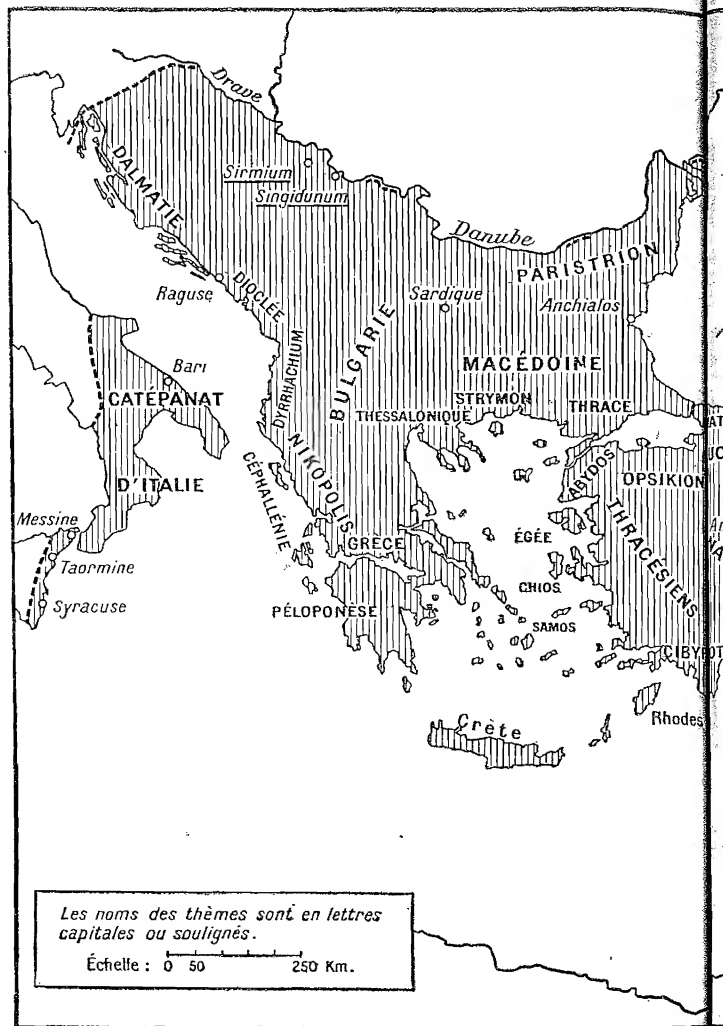 Drave
DALMATIE
Sirmium
Singidunum
Danube
PARISTRION
Raguse
DIOCLÉE
Sardique
Anchialos
Bari
BULGARIE
MACÉDOINE
CATÉPANAT
DYRRHACHIUM
STRYMON
THESSALONIQUE
THRACE
NIKOPOLIS
ABYDOS
OPSIKION
D'ITALIE
CÉPHALLÉNIE
Messine
GRÈCE
ÉGÉE
THRACÉSIENS
Taormine
CHIOS
Syracuse
PÉLOPONÈSE
SAMOS
CIBYRROT
Rhodes
Crète
Les noms des thèmes sont en lettres
capitales ou soulignés.
Échelle : 0 50 250 Km.